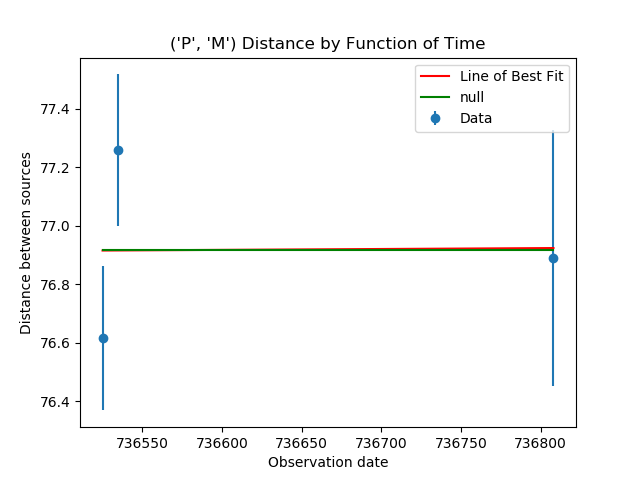 ('P', 'M') Distance by Function of Time
Line of Best Fit
null
Data
Distance between sources
77.4
77.2
77.0
76.8
76.6
76.4
736550
736600
736650
736700
736750
736800
Observation date